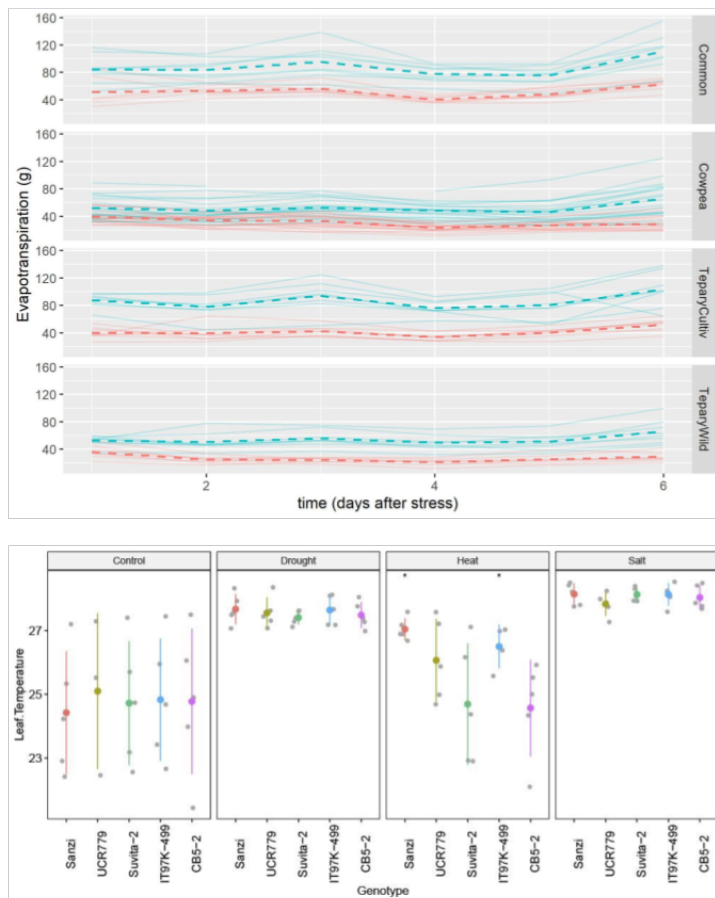 160
120
80
40
Common
160
120
80
40
Cowpea
160
120
80
40
TeparyCultiv
160
120
80
40
TeparyWild
Evapotranspiration (g)
2 4 6
time (days after stress)
Control Drought Heat Salt
* *
27
25
23
Leaf.Temperature
Sanzi UCR779 Suvita-2 IT97K-499 CB5-2 Sanzi UCR779 Suvita-2 IT97K-499 CB5-2 Sanzi UCR779 Suvita-2 IT97K-499 CB5-2 Sanzi UCR779 Suvita-2 IT97K-499 CB5-2
Genotype